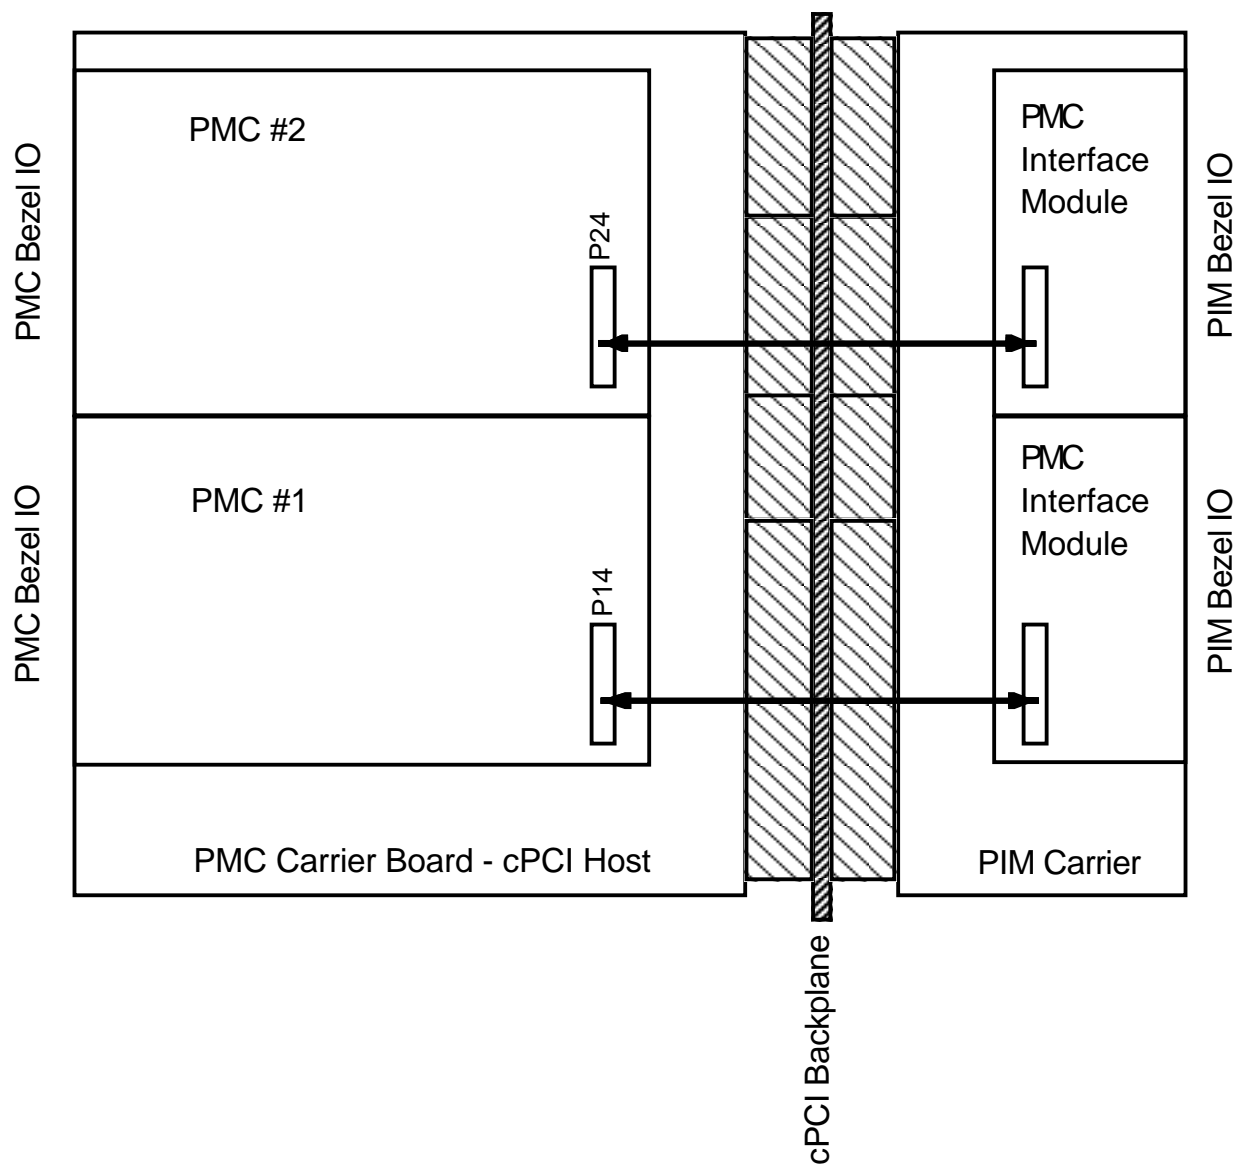 PMC Bezel IO
PMC #2
P24
PMC
Interface
Module
PIM Bezel IO
PMC Bezel IO
PMC #1
P14
PMC
Interface
Module
PIM Bezel IO
PMC Carrier Board - cPCI Host
PIM Carrier
cPCI Backplane